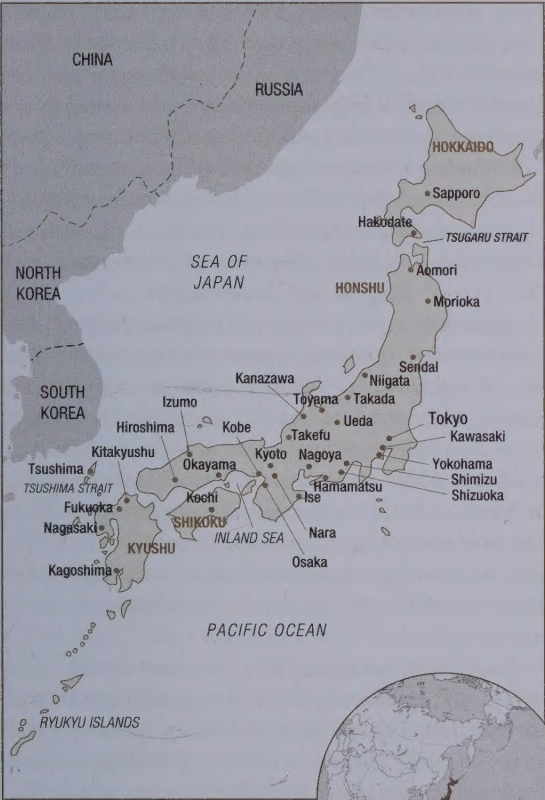 CHINA
RUSSIA
HOKKAIDO
Sapporo
Hakodate
TSUGARU STRAIT
SEA OF
JAPAN
Aomori
NORTH
KOREA
HONSHU
Morioka
Sendal
Kanazawa
Niigata
SOUTH
KOREA
Toyama
Takada
Izumo
Hiroshima
Kobe
Ueda
Tokyo
Takefu
Kawasaki
Kitakyushu
Kyoto
Nagoya
Okayama
Yokohama
Tsushima
Shimizu
TSUSHIMA STRAIT
Hamamatsu
Shizuoka
Kochi
Ise
Fukuoka
SHIKOKU
Nagasaki
INLAND SEA
Nara
KYUSHU
Osaka
Kagoshima
PACIFIC OCEAN
RYUKYU ISLANDS